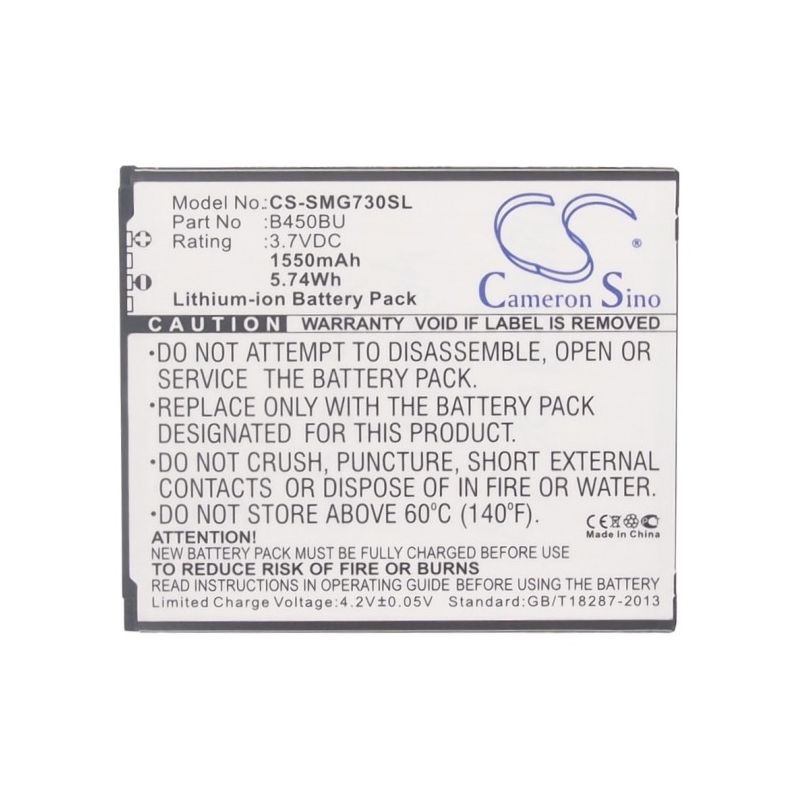 Model No.:CS-SMG730SL
Part No :B450BU
Rating :3.7VDC
1550mAh
5.74Wh
Lithium-ion Battery Pack
CS®
Cameron Sino
CAUTION WARRANTY VOID IF LABEL IS REMOVED
•DO NOT ATTEMPT TO DISASSEMBLE, OPEN OR
SERVICE THE BATTERY PACK.
•REPLACE ONLY WITH THE BATTERY PACK
DESIGNATED FOR THIS PRODUCT.
•DO NOT CRUSH, PUNCTURE, SHORT EXTERNAL
CONTACTS OR DISPOSE OF IN FIRE OR WATER.
•DO NOT STORE ABOVE 60°C (140°F).
CE
Made in China
ATTENTION!
NEW BATTERY PACK MUST BE FULLY CHARGED BEFORE USE.
TO REDUCE RISK OF FIRE OR BURNS
READ INSTRUCTIONS IN OPERATING AND SAFETY GUIDE.
Limited Charge Voltage:4.2V±0.05V Standard:GB/T18287-2013